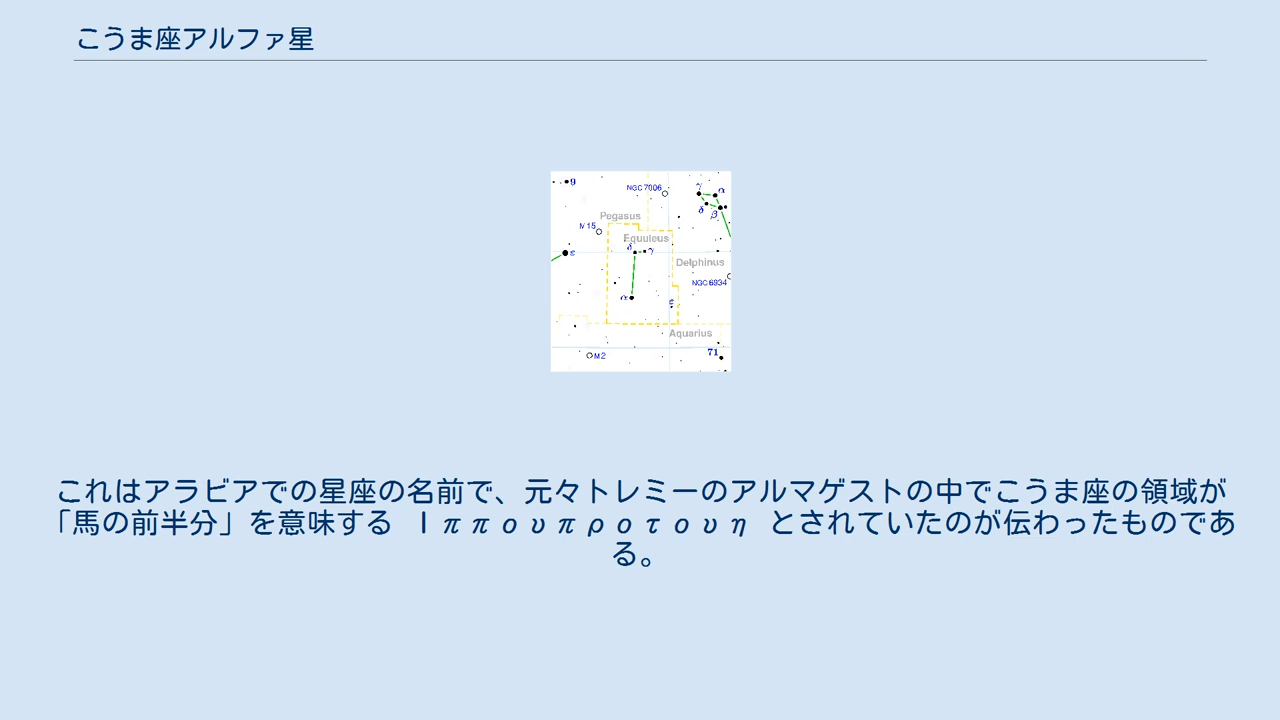 こうま座アルファ星
9
NGC 7006
γ
α
δ
β
Pegasus
M 15
Equuleus
δ
γ
ε
Delphinus
NGC 6934
α
ε
Aquarius
71
M 2
これはアラビアでの星座の名前で、元々トレミーのアルマゲストの中でこうま座の領域が
「馬の前半分」を意味する Ιππουπροτουη とされていたのが伝わったものであ
る。